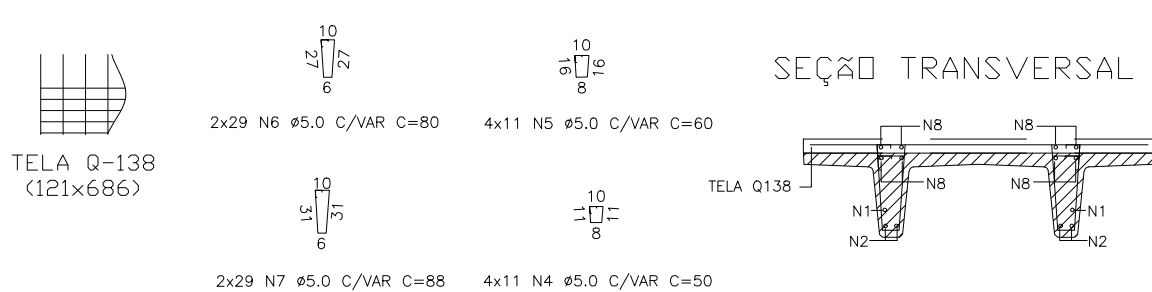 TELA Q-138
(121x686)
10
27
27
6
2x29 N6 ø5.0 C/VAR C=80
10
31
31
6
2x29 N7 ø5.0 C/VAR C=88
10
16
16
8
4x11 N5 ø5.0 C/VAR C=60
10
11
11
8
4x11 N4 ø5.0 C/VAR C=50
SEÇÃO TRANSVERSAL
N8
N8
TELA Q138
N8
N8
N1
N1
N2
N2